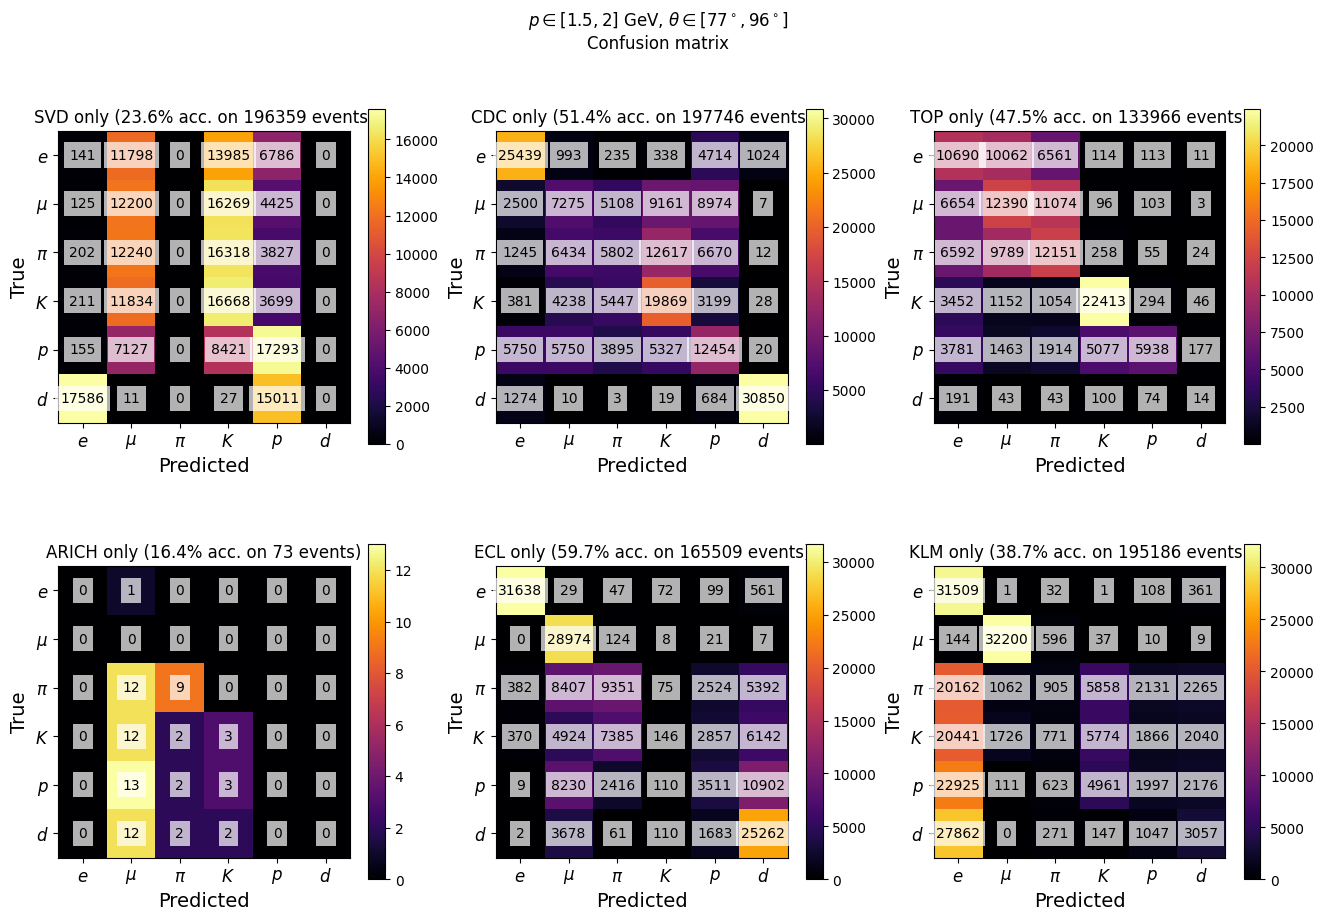 p ∈ [1.5, 2] GeV, θ ∈ [77°, 96°]
Confusion matrix
SVD only (23.6% acc. on 196359 events
True
e 141 11798 0 13985 6786 0
μ 125 12200 0 16269 4425 0
π 202 12240 0 16318 3827 0
K 211 11834 0 16668 3699 0
p 155 7127 0 8421 17293 0
d 17586 11 0 27 15011 0
e μ π K p d
Predicted
16000
14000
12000
10000
8000
6000
4000
2000
0
CDC only (51.4% acc. on 197746 events
True
e 25439 993 235 338 4714 1024
μ 2500 7275 5108 9161 8974 7
π 1245 6434 5802 12617 6670 12
K 381 4238 5447 19869 3199 28
p 5750 5750 3895 5327 12454 20
d 1274 10 3 19 684 30850
e μ π K p d
Predicted
30000
25000
20000
15000
10000
5000
TOP only (47.5% acc. on 133966 events
True
e 10690 10062 6561 114 113 11
μ 6654 12390 11074 96 103 3
π 6592 9789 12151 258 55 24
K 3452 1152 1054 22413 294 46
p 3781 1463 1914 5077 5938 177
d 191 43 43 100 74 14
e μ π K p d
Predicted
20000
17500
15000
12500
10000
7500
5000
2500
ARICH only (16.4% acc. on 73 events)
True
e 0 1 0 0 0 0
μ 0 0 0 0 0 0
π 0 12 9 0 0 0
K 0 12 2 3 0 0
p 0 13 2 3 0 0
d 0 12 2 2 0 0
e μ π K p d
Predicted
12
10
8
6
4
2
0
ECL only (59.7% acc. on 165509 events
True
e 31638 29 47 72 99 561
μ 0 28974 124 8 21 7
π 382 8407 9351 75 2524 5392
K 370 4924 7385 146 2857 6142
p 9 8230 2416 110 3511 10902
d 2 3678 61 110 1683 25262
e μ π K p d
Predicted
30000
25000
20000
15000
10000
5000
0
KLM only (38.7% acc. on 195186 events
True
e 31509 1 32 1 108 361
μ 144 32200 596 37 10 9
π 20162 1062 905 5858 2131 2265
K 20441 1726 771 5774 1866 2040
p 22925 111 623 4961 1997 2176
d 27862 0 271 147 1047 3057
e μ π K p d
Predicted
30000
25000
20000
15000
10000
5000
0